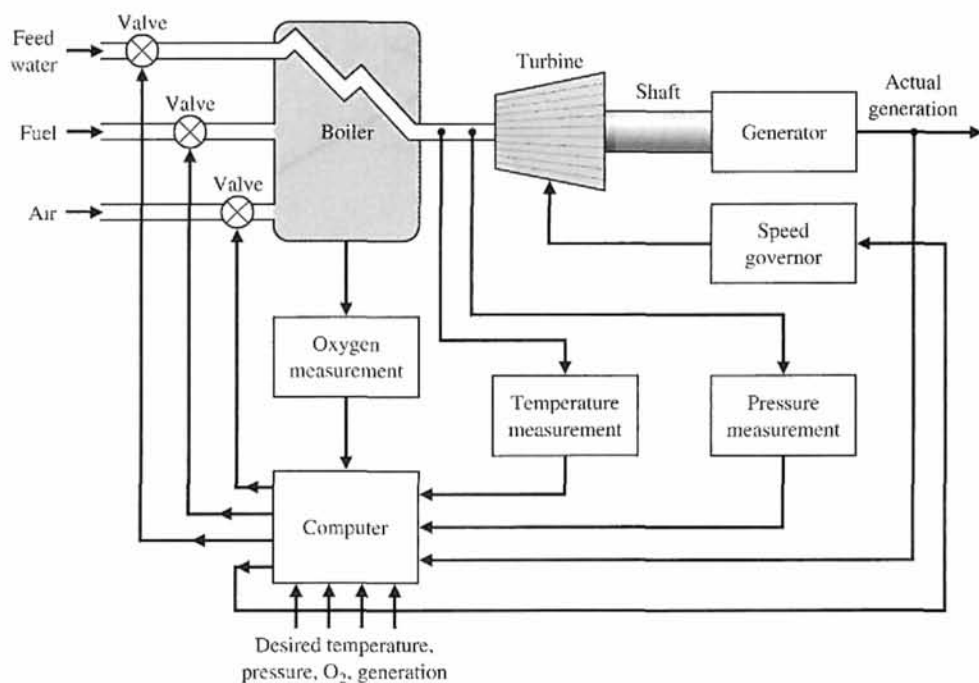 Feed
water
Valve
Fuel
Valve
Air
Valve
Boiler
Turbine
Shaft
Generator
Actual
generation
Speed
governor
Oxygen
measurement
Temperature
measurement
Pressure
measurement
Computer
Desired temperature,
pressure, O₂, generation